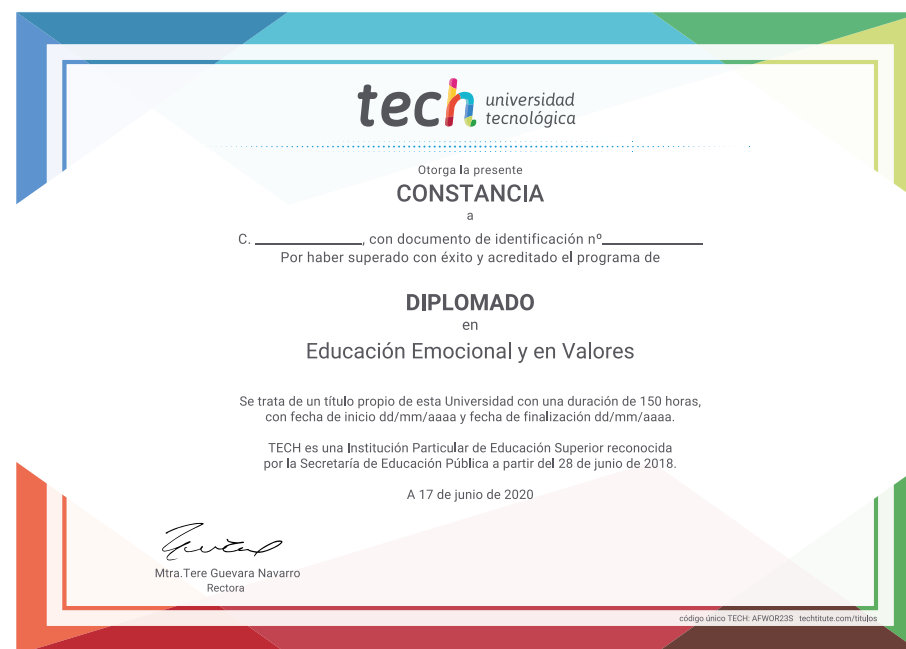 tech universidad
tecnológica
Otorga la presente
CONSTANCIA
a
C. ______________, con documento de identificación nº_____________
Por haber superado con éxito y acreditado el programa de
DIPLOMADO
en
Educación Emocional y en Valores
Se trata de un título propio de esta Universidad con una duración de 150 horas,
con fecha de inicio dd/mm/aaaa y fecha de finalización dd/mm/aaaa.
TECH es una Institución Particular de Educación Superior reconocida
por la Secretaría de Educación Pública a partir del 28 de junio de 2018.
A 17 de junio de 2020
Mtra.Tere Guevara Navarro
Rectora
código único TECH: AFWOR23S techtitute.com/titulos